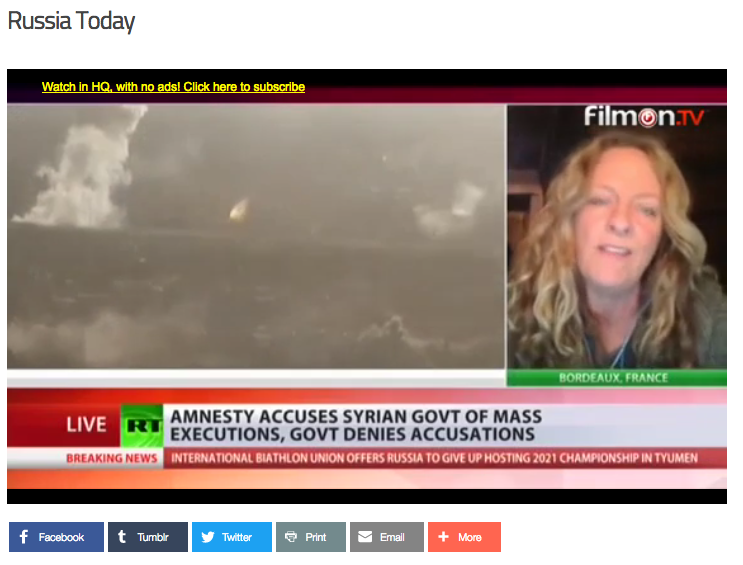 Russia Today
Watch in HQ, with no ads! Click here to subscribe
FilmOn.TV
BORDEAUX, FRANCE
LIVE
RT
AMNESTY ACCUSES SYRIAN GOVT OF MASS
EXECUTIONS, GOVT DENIES ACCUSATIONS
BREAKING NEWS
INTERNATIONAL BIATHLON UNION OFFERS RUSSIA TO GIVE UP HOSTING 2021 CHAMPIONSHIP IN TYUMEN
Facebook
Tumblr
Twitter
Print
Email
More